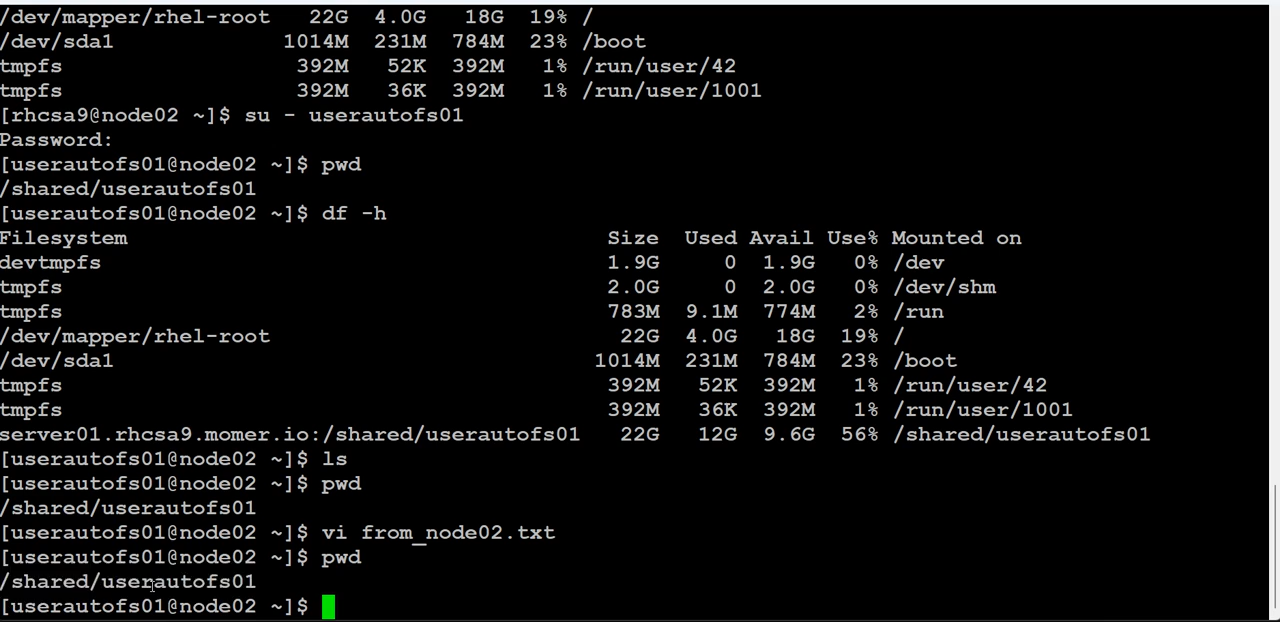 /dev/mapper/rhel-root   22G  4.0G   18G  19% /
/dev/sda1             1014M  231M  784M  23% /boot
tmpfs                  392M   52K  392M   1% /run/user/42
tmpfs                  392M   36K  392M   1% /run/user/1001
[rhcsa9@node02 ~]$ su - userautofs01
Password:
[userautofs01@node02 ~]$ pwd
/shared/userautofs01
[userautofs01@node02 ~]$ df -h
Filesystem                                     Size  Used Avail Use% Mounted on
devtmpfs                                       1.9G     0  1.9G   0% /dev
tmpfs                                          2.0G     0  2.0G   0% /dev/shm
tmpfs                                          783M  9.1M  774M   2% /run
/dev/mapper/rhel-root                           22G  4.0G   18G  19% /
/dev/sda1                                     1014M  231M  784M  23% /boot
tmpfs                                          392M   52K  392M   1% /run/user/42
tmpfs                                          392M   36K  392M   1% /run/user/1001
server01.rhcsa9.momer.io:/shared/userautofs01   22G   12G  9.6G  56% /shared/userautofs01
[userautofs01@node02 ~]$ ls
[userautofs01@node02 ~]$ pwd
/shared/userautofs01
[userautofs01@node02 ~]$ vi from_node02.txt
[userautofs01@node02 ~]$ pwd
/shared/userautofs01
[userautofs01@node02 ~]$